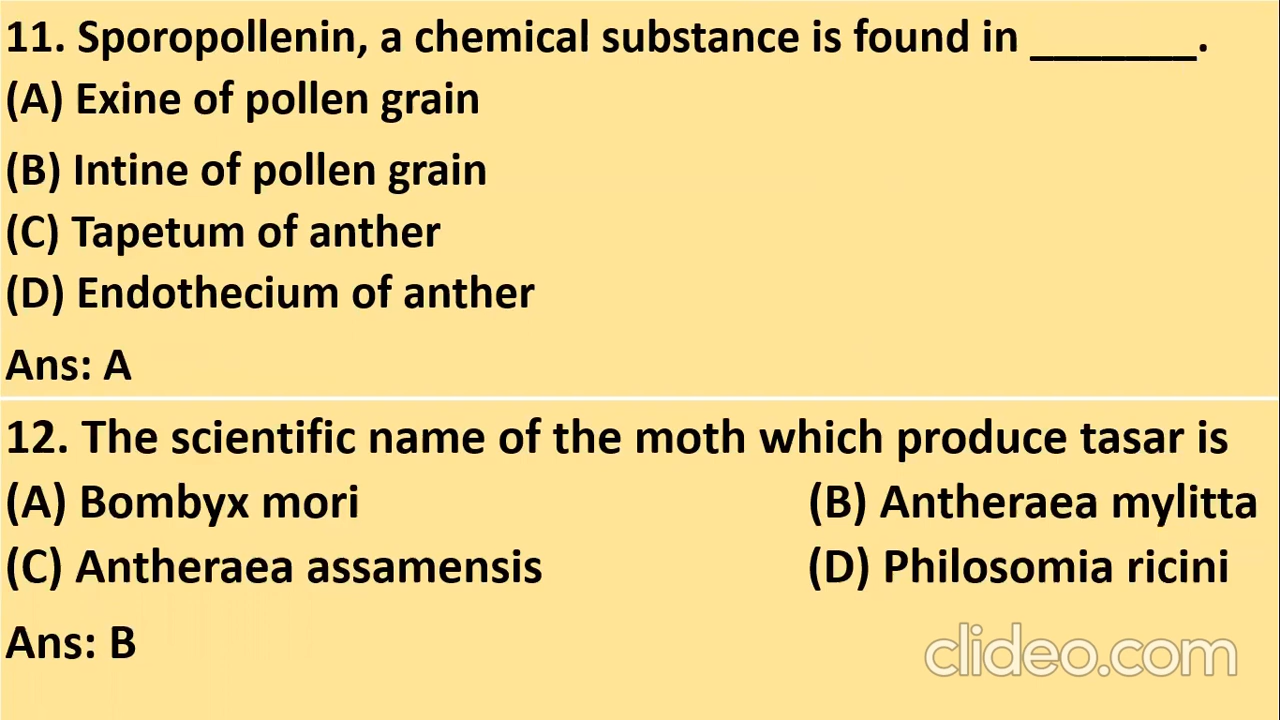 11. Sporopollenin, a chemical substance is found in _______.
(A) Exine of pollen grain
(B) Intine of pollen grain
(C) Tapetum of anther
(D) Endothecium of anther
Ans: A
12. The scientific name of the moth which produce tasar is
(A) Bombyx mori (B) Antheraea mylitta
(C) Antheraea assamensis (D) Philosomia ricini
Ans: B
clideo.com